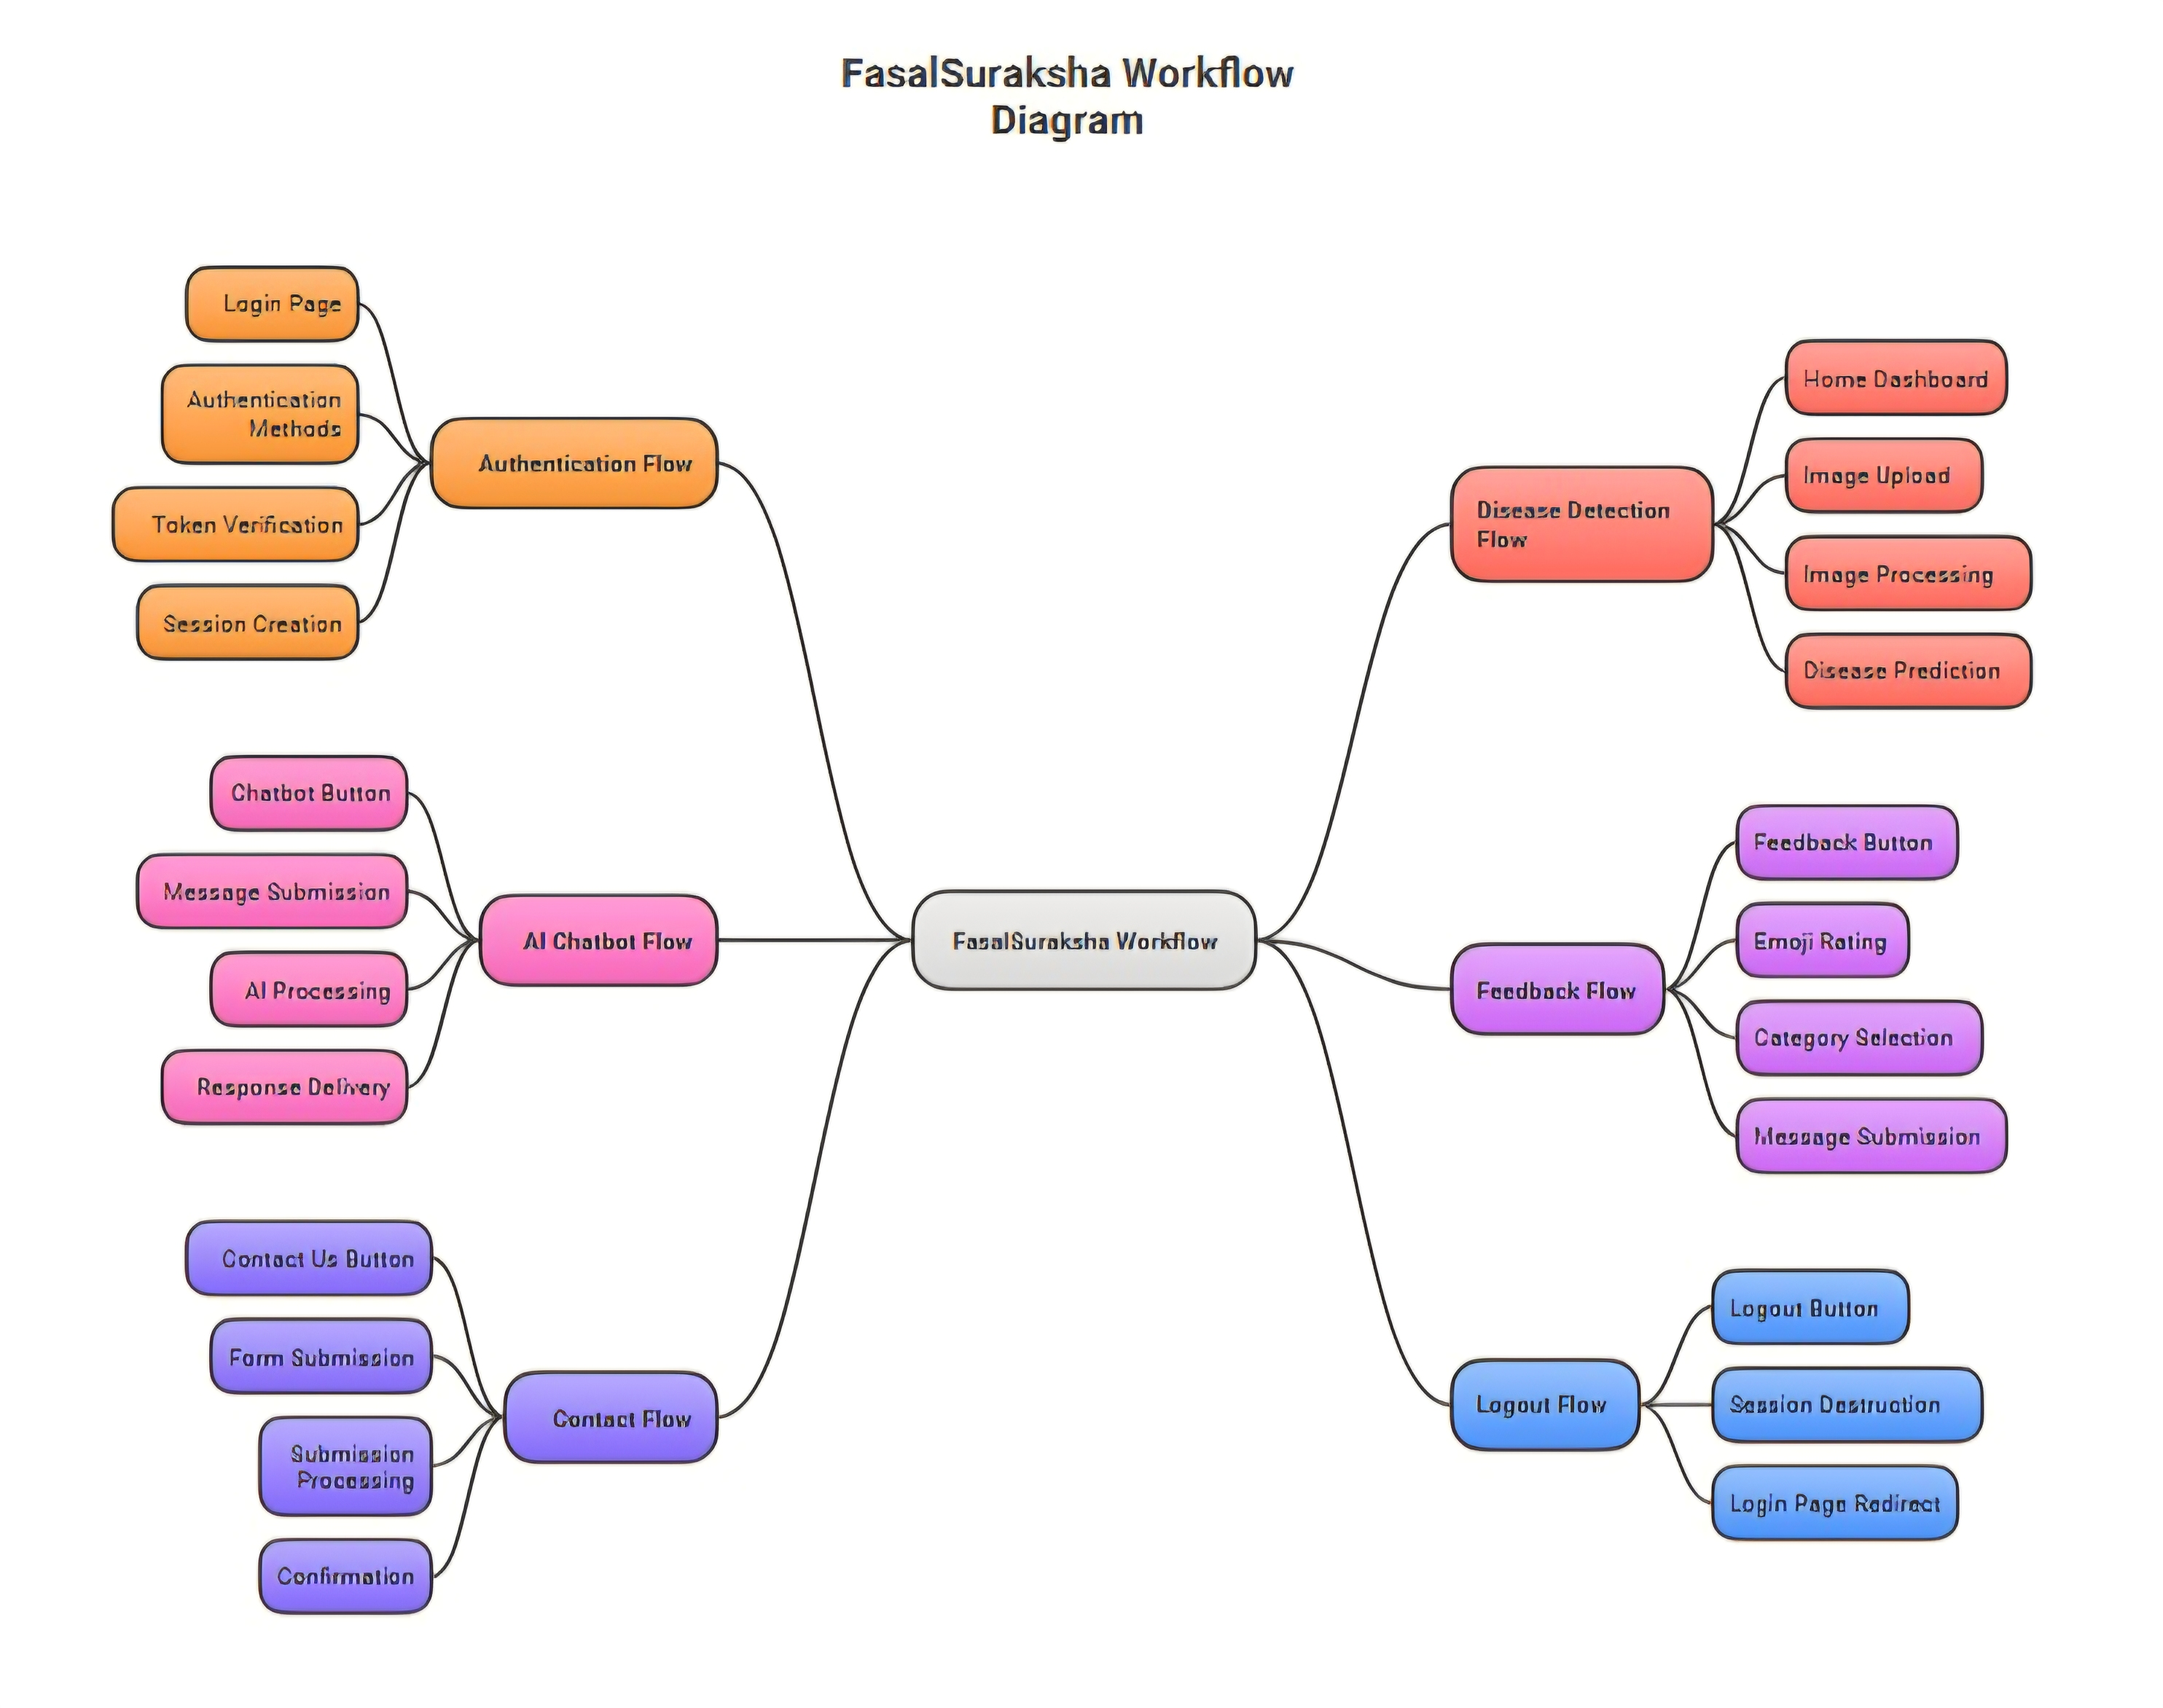 FasalSuraksha Workflow
Diagram
Login Page
Authentication
Methods
Token Verification
Session Creation
Authentication Flow
Chatbot Button
Message Submission
AI Processing
Response Delivery
AI Chatbot Flow
Contact Us Button
Form Submission
Submission
Processing
Confirmation
Contact Flow
FasalSuraksha Workflow
Disease Detection
Flow
Home Dashboard
Image Upload
Image Processing
Disease Prediction
Feedback Flow
Feedback Button
Emoji Rating
Category Selection
Message Submission
Logout Flow
Logout Button
Session Destruction
Login Page Redirect